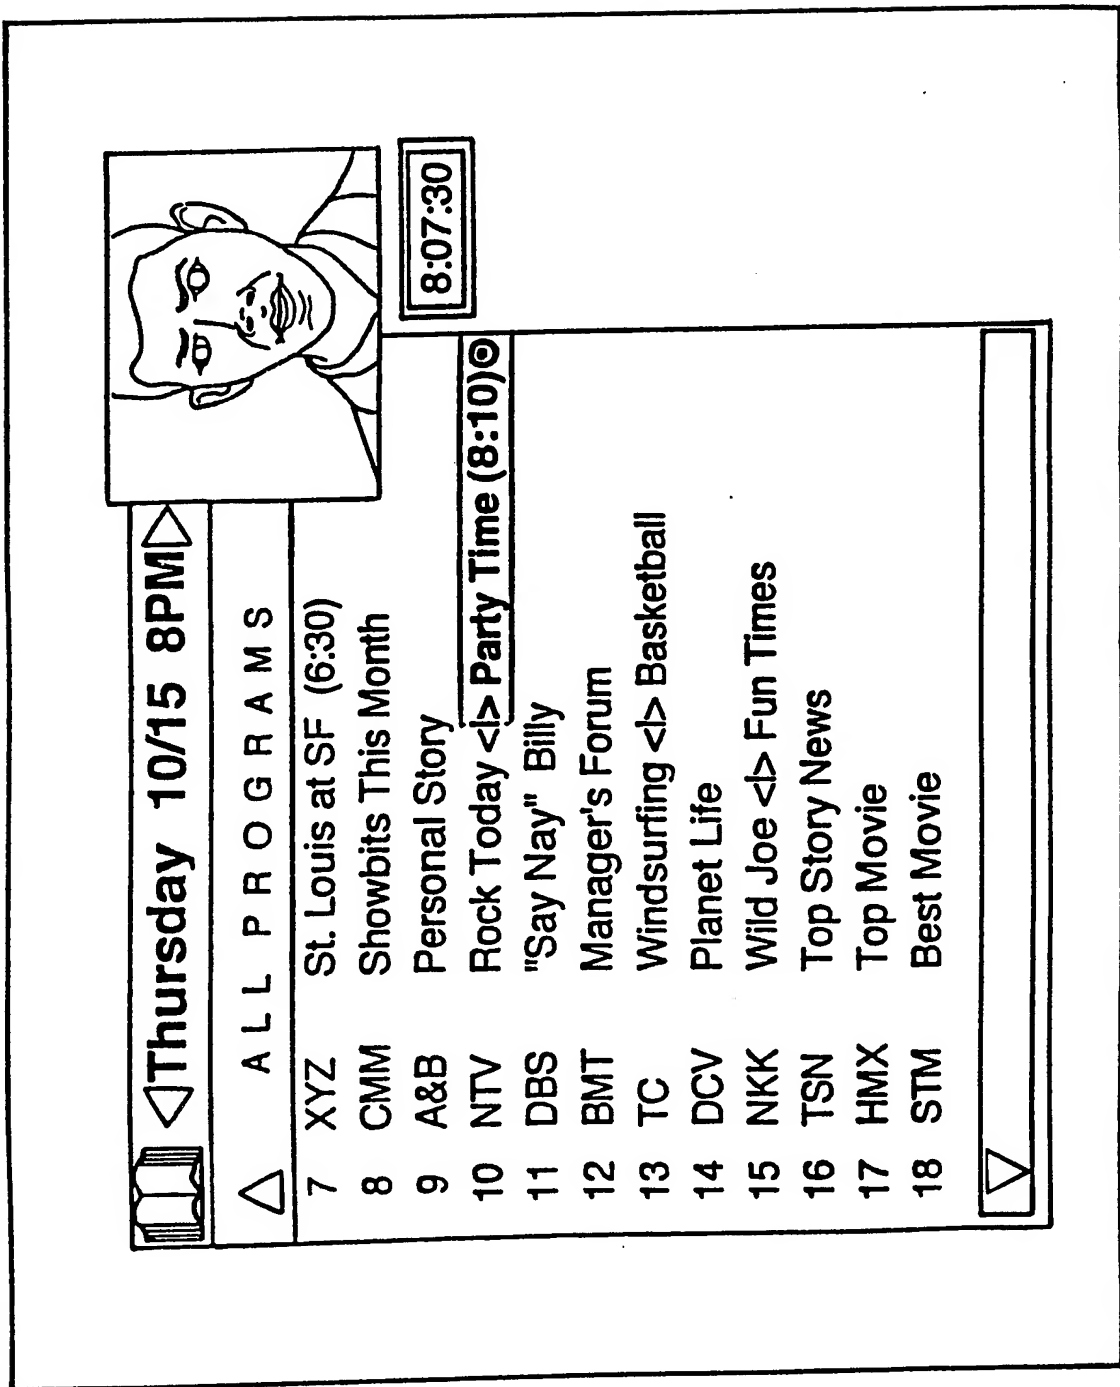 Thursday 10/15 8PM
ALL PROGRAMS
8:07:30
7 XYZ St. Louis at SF (6:30)
8 CMM Showbits This Month
9 A&B Personal Story
10 NTV Rock Today <|> Party Time (8:10)
11 DBS "Say Nay" Billy
12 BMT Manager's Forum
13 TC Windsurfing <|> Basketball
14 DCV Planet Life
15 NKK Wild Joe <|> Fun Times
16 TSN Top Story News
17 HMX Top Movie
18 STM Best Movie